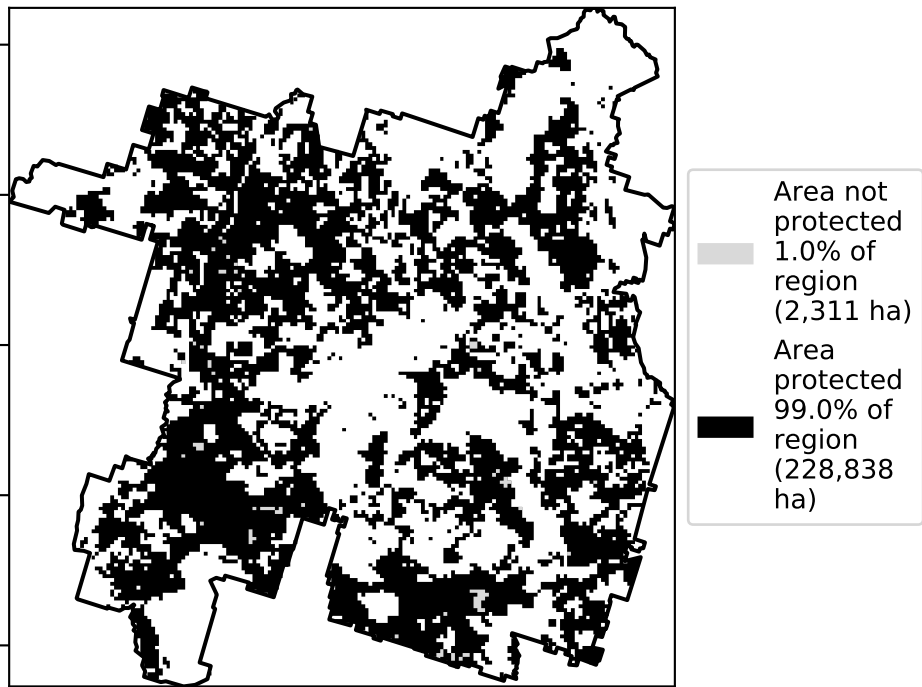 Area not
protected
1.0% of
region
(2,311 ha)
Area
protected
99.0% of
region
(228,838
ha)